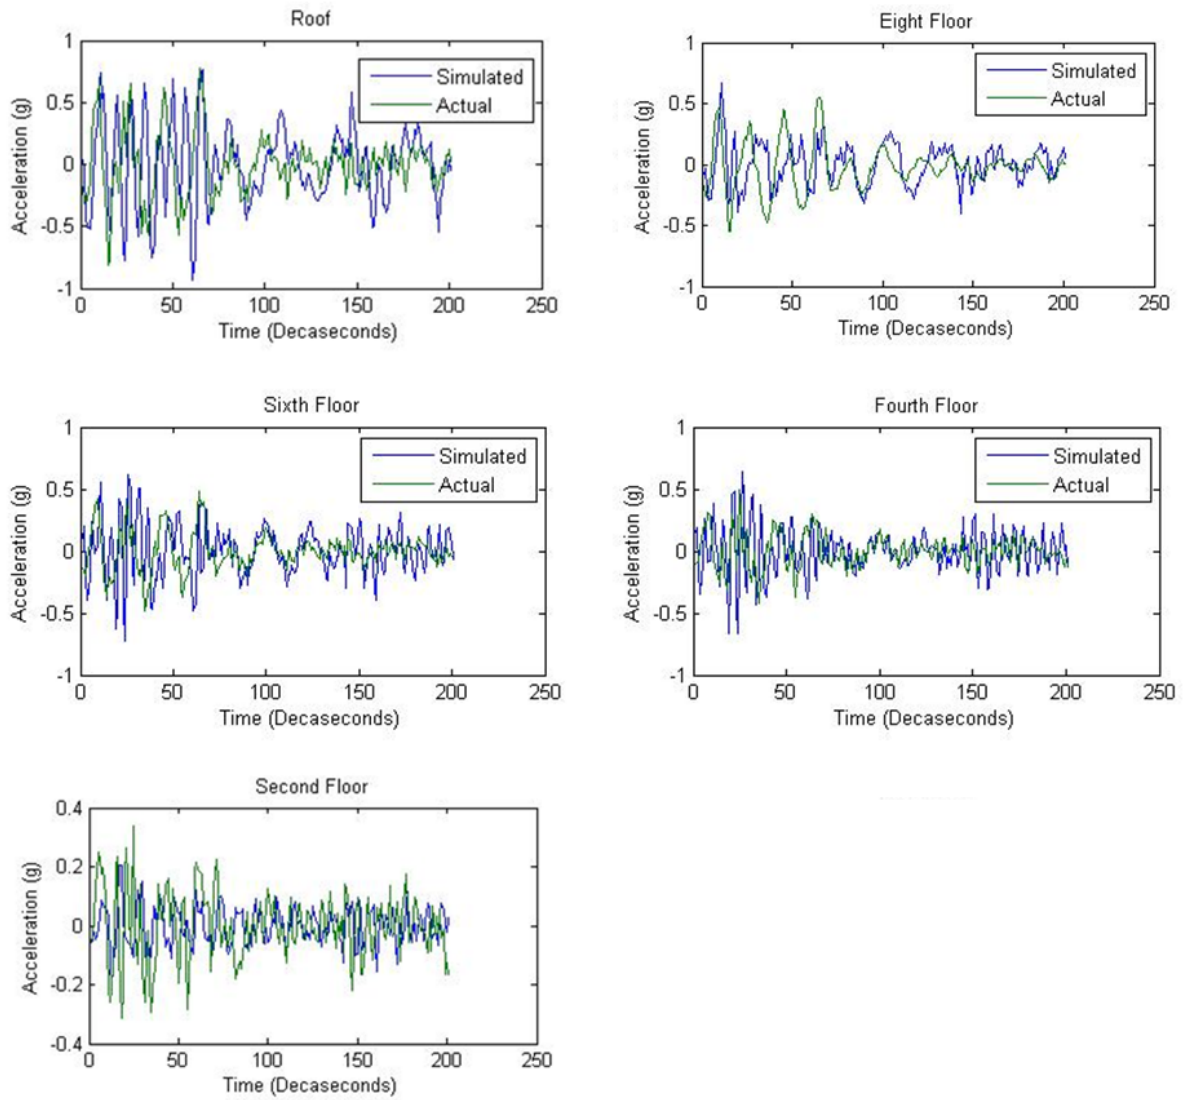 Roof
1
0.5
0
-0.5
-1
Acceleration (g)
Simulated
Actual
0 50 100 150 200 250
Time (Decaseconds)
Eight Floor
1
0.5
0
-0.5
-1
Acceleration (g)
Simulated
Actual
0 50 100 150 200 250
Time (Decaseconds)
Sixth Floor
1
0.5
0
-0.5
-1
Acceleration (g)
Simulated
Actual
0 50 100 150 200 250
Time (Decaseconds)
Fourth Floor
1
0.5
0
-0.5
-1
Acceleration (g)
Simulated
Actual
0 50 100 150 200 250
Time (Decaseconds)
Second Floor
0.4
0.2
0
-0.2
-0.4
Acceleration (g)
0 50 100 150 200 250
Time (Decaseconds)